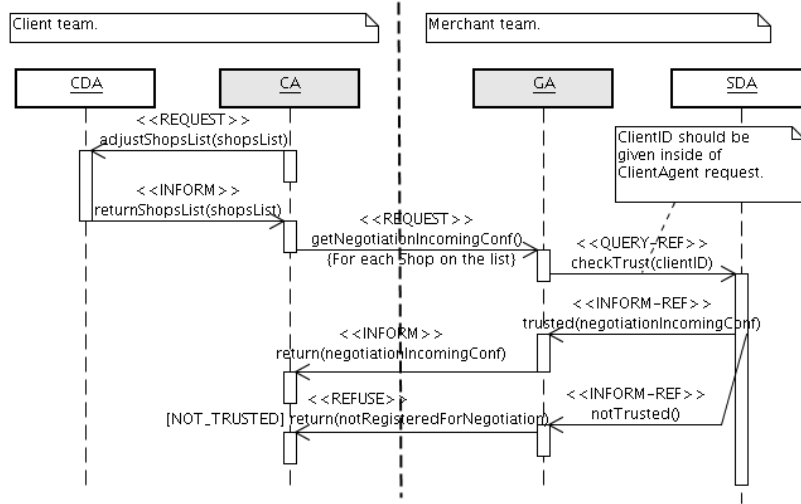 Client team.
Merchant team.
CDA
CA
GA
SDA
<<REQUEST>>
adjustShopsList(shopsList)
ClientID should be
given inside of
ClientAgent request.
<<INFORM>>
returnShopsList(shopsList)
<<REQUEST>>
getNegotiationIncomingConf()
{For each Shop on the list}
<<QUERY-REF>>
checkTrust(clientID)
<<INFORM-REF>>
trusted(negotiationIncomingConf)
<<INFORM>>
return(negotiationIncomingConf)
<<REFUSE>>
[NOT_TRUSTED] return(notRegisteredForNegotiation)
<<INFORM-REF>>
notTrusted()